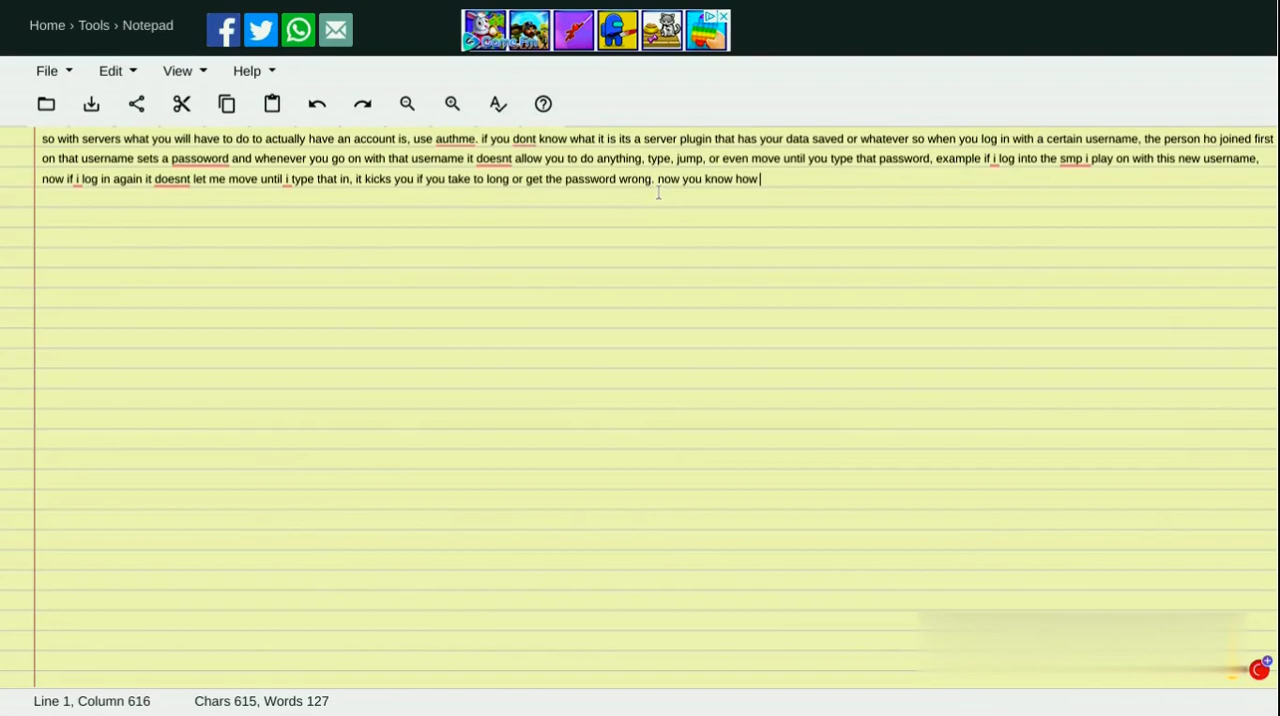 Home › Tools › Notepad
File Edit View Help
so with servers what you will have to do to actually have an account is, use authme. if you dont know what it is its a server plugin that has your data saved or whatever so when you log in with a certain username, the person ho joined first
on that username sets a passoword and whenever you go on with that username it doesnt allow you to do anything, type, jump, or even move until you type that password, example if i log into the smp i play on with this new username,
now if i log in again it doesnt let me move until i type that in, it kicks you if you take to long or get the password wrong. now you know how
Line 1, Column 616 Chars 615, Words 127